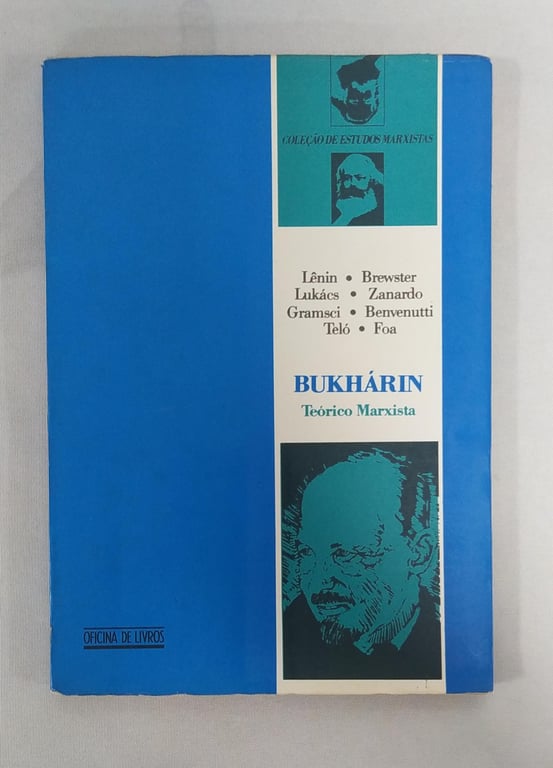 COLEÇÃO DE ESTUDOS MARXISTAS
Lênin • Brewster
Lukács • Zanardo
Gramsci • Benvenutti
Teló • Foa
BUKHÁRIN
Teórico Marxista
OFICINA DE LIVROS